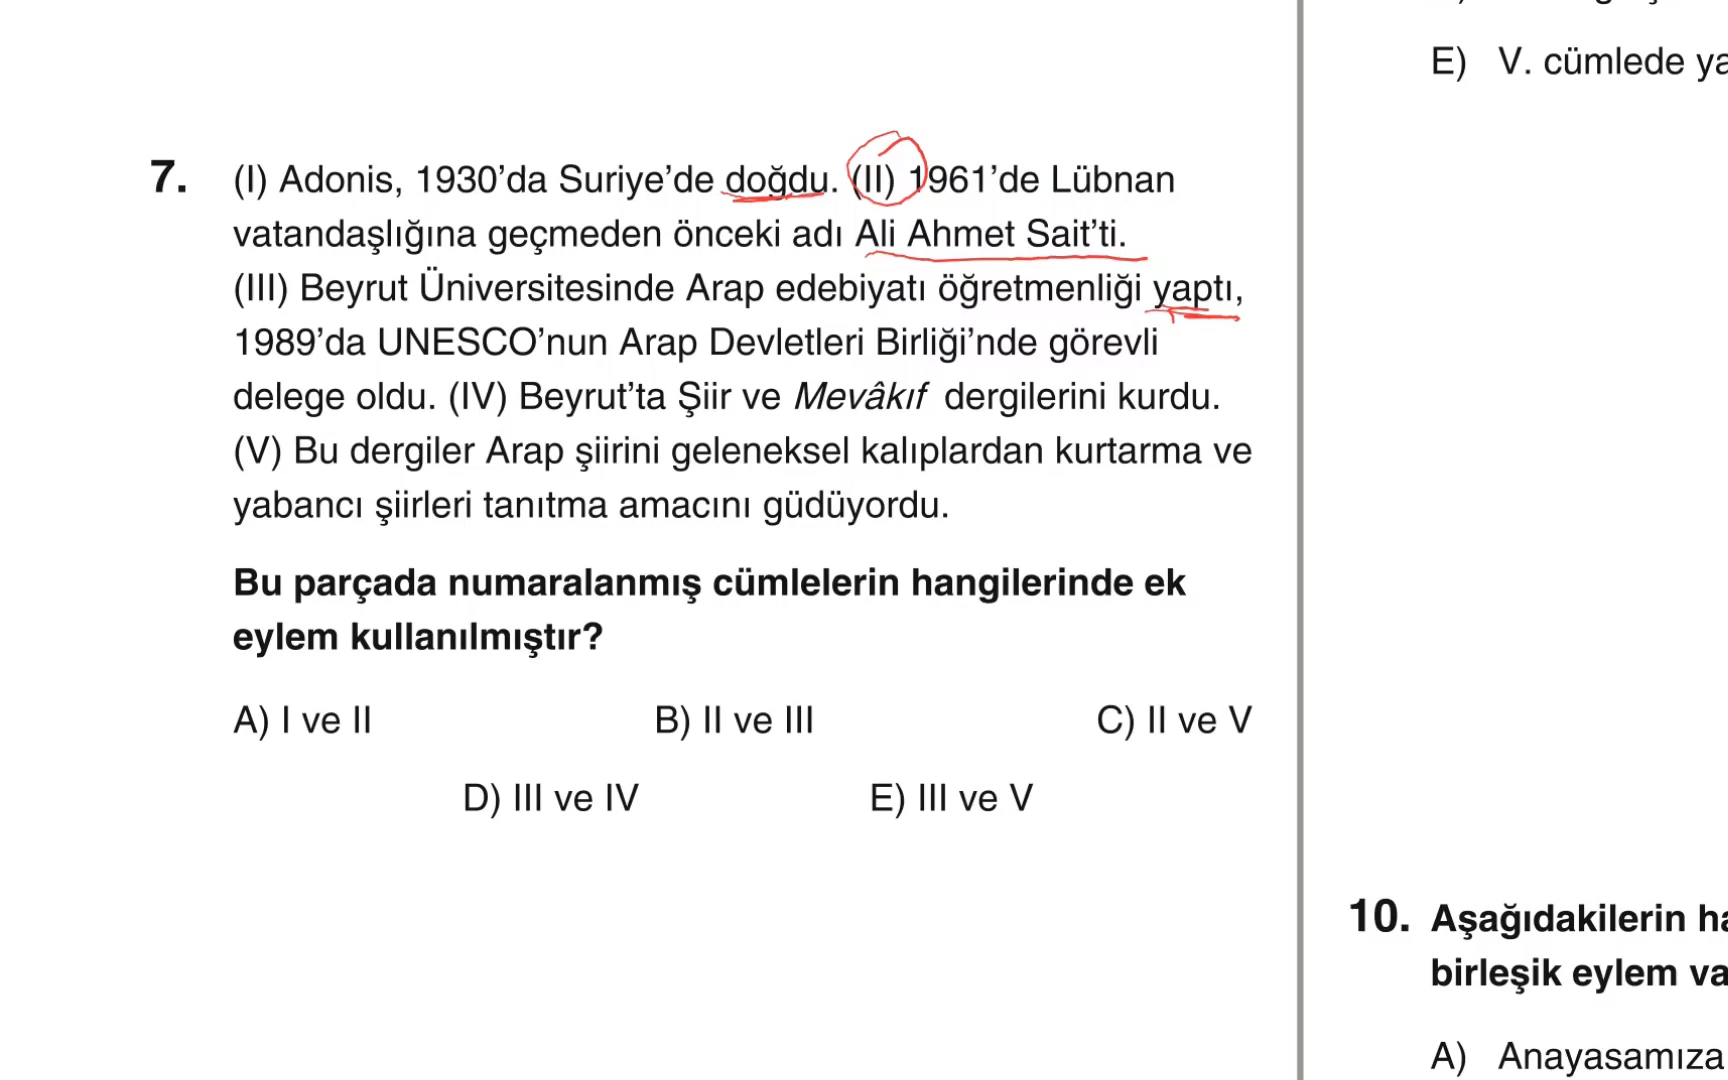 E) V. cümlede
7. (I) Adonis, 1930’da Suriye’de doğdu. (II) 1961’de Lübnan
vatandaşlığına geçmeden önceki adı Ali Ahmet Sait’ti.
(III) Beyrut Üniversitesinde Arap edebiyatı öğretmenliği yaptı,
1989’da UNESCO’nun Arap Devletleri Birliği’nde görevli
delege oldu. (IV) Beyrut’ta Şiir ve Mevâkıf dergilerini kurdu.
(V) Bu dergiler Arap şiirini geleneksel kalıplardan kurtarma ve
yabancı şiirleri tanıtma amacını güdüyordu.
Bu parçada numaralanmış cümlelerin hangilerinde ek
eylem kullanılmıştır?
A) I ve II B) II ve III C) II ve V
D) III ve IV E) III ve V
10. Aşağıdakilerin
birleşik eylem
A) Anayasamıza